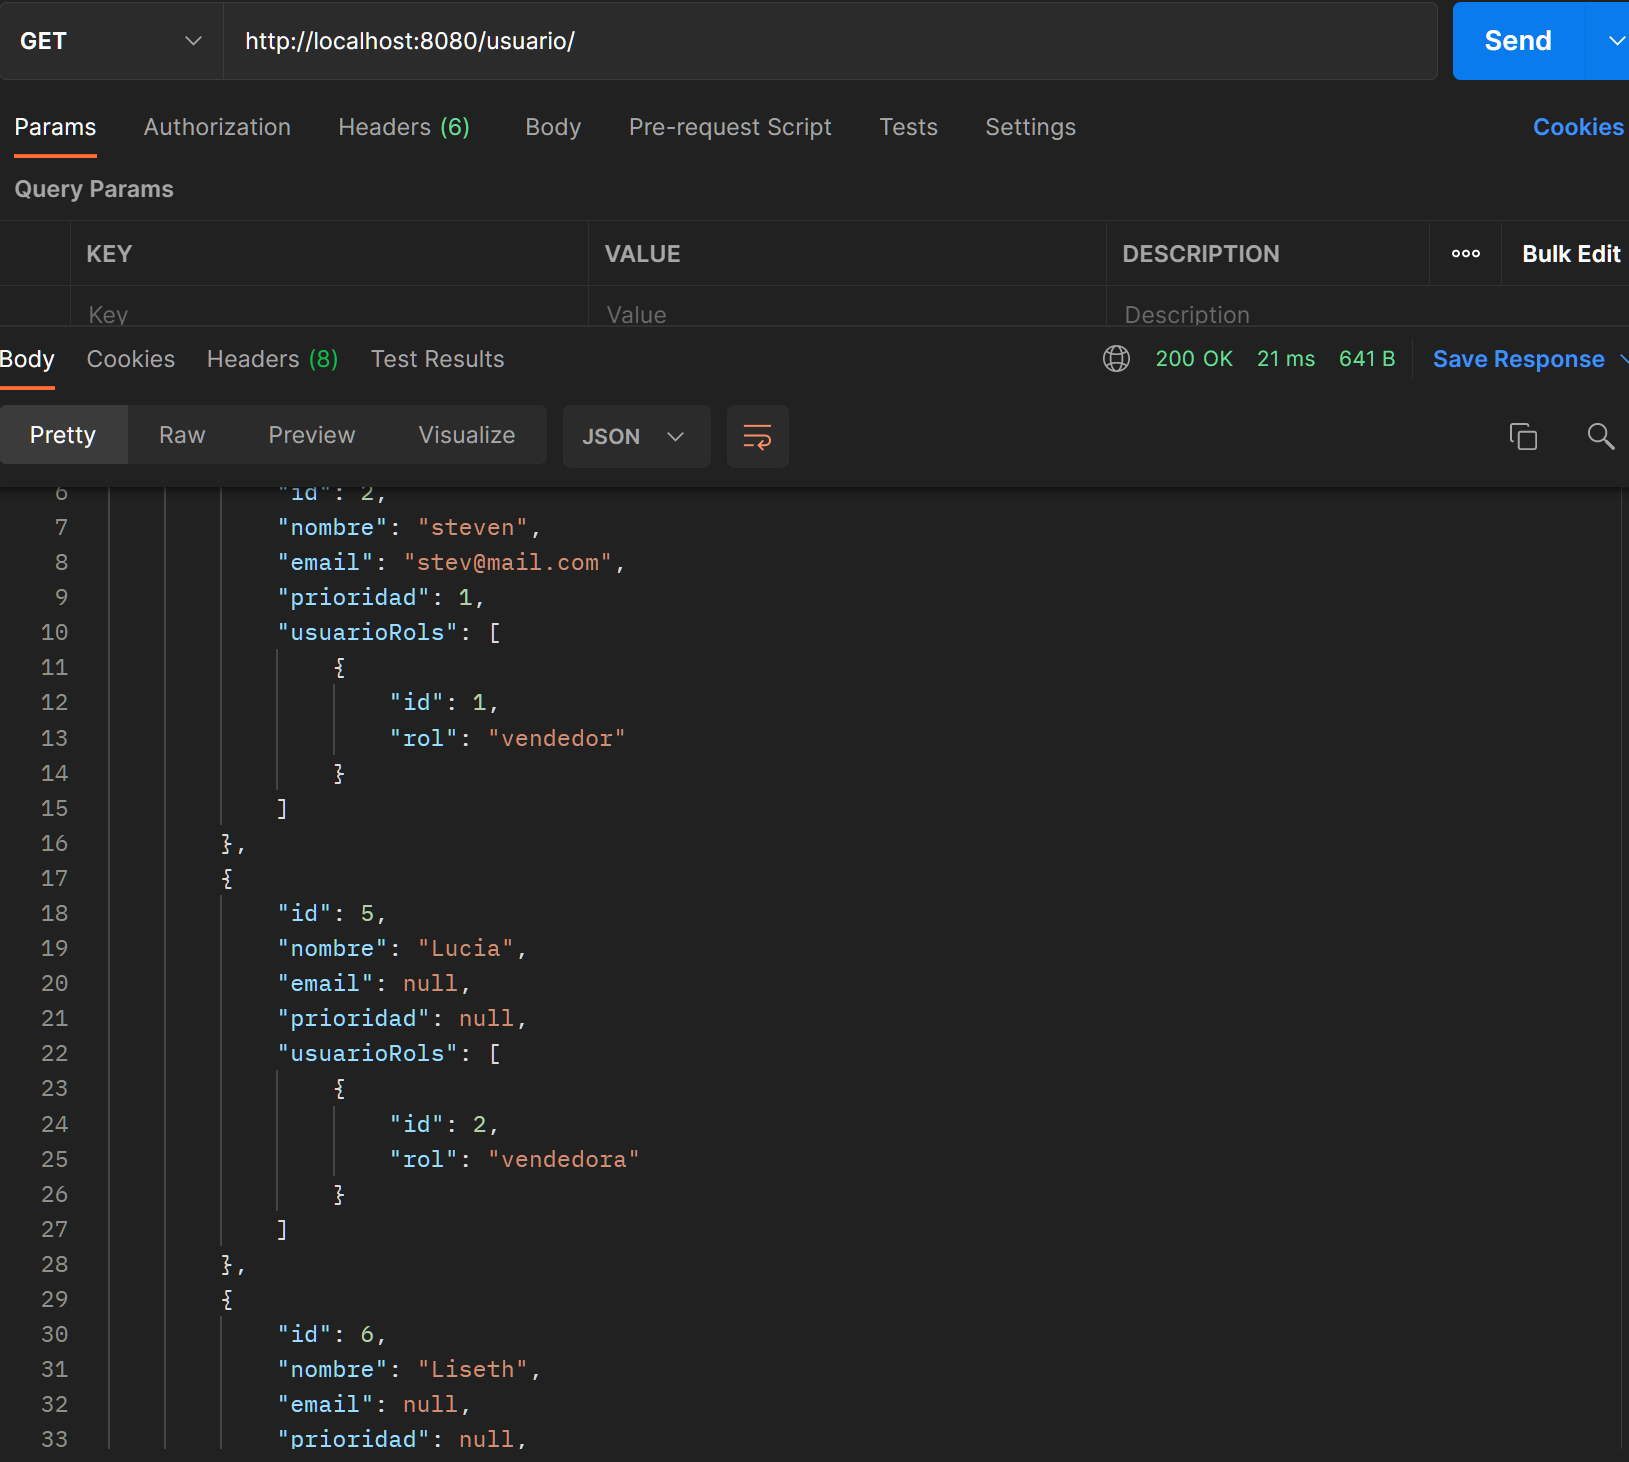 GET http://localhost:8080/usuario/ Send
Params Authorization Headers (6) Body Pre-request Script Tests Settings Cookies
Query Params
KEY VALUE DESCRIPTION ooo Bulk Edit
Key Value Description
Body Cookies Headers (8) Test Results 200 OK 21 ms 641 B Save Response
Pretty Raw Preview Visualize JSON
6 "id": 2,
7 "nombre": "steven",
8 "email": "stev@mail.com",
9 "prioridad": 1,
10 "usuarioRols": [
11 {
12 "id": 1,
13 "rol": "vendedor"
14 }
15 ]
16 },
17 {
18 "id": 5,
19 "nombre": "Lucia",
20 "email": null,
21 "prioridad": null,
22 "usuarioRols": [
23 {
24 "id": 2,
25 "rol": "vendedora"
26 }
27 ]
28 },
29 {
30 "id": 6,
31 "nombre": "Liseth",
32 "email": null,
33 "prioridad": null,